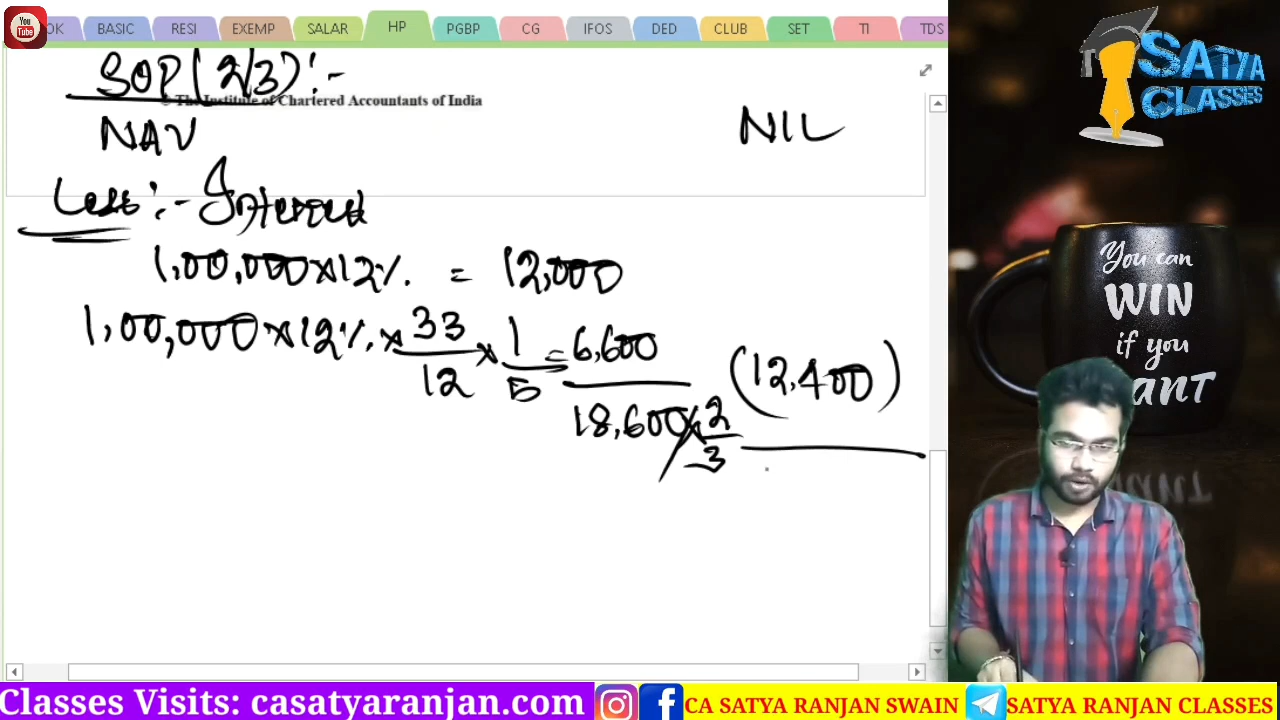 You Tube
OK BASIC RESI EXEMP SALAR HP PGBP CG IFOS DED CLUB SET TI TDS
SATYA
CLASSES
SOP (2/3) :-
The Institute of Chartered Accountants of India
NAV NIL
Less :- Interest
1,00,000 x 12% = 12,000
1,00,000 x 12% x 33/12 x 1/5 = 6,600
(12,400)
18,600 x 2/3
You can
WIN
if you
ANT
Classes Visits: casatyaranjan.com
CA SATYA RANJAN SWAIN
SATYA RANJAN CLASSES